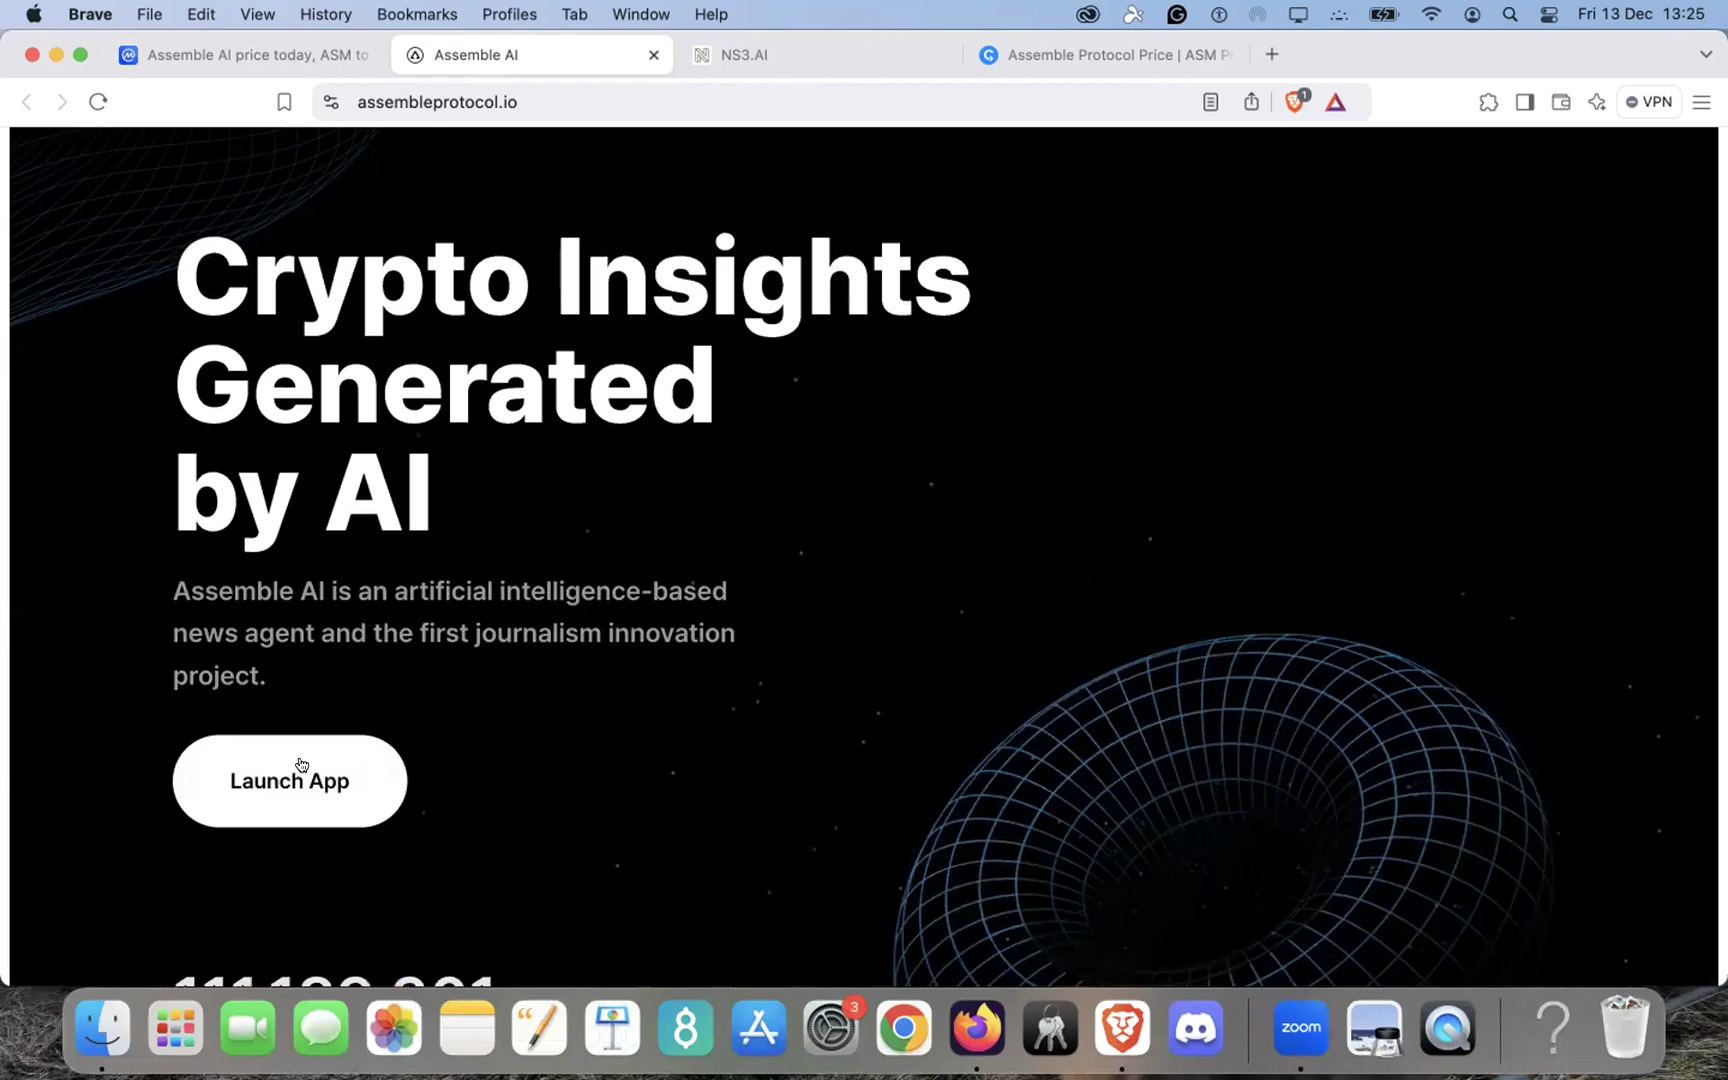 Brave File Edit View History Bookmarks Profiles Tab Window Help
3
Fri 13 Dec 13:25
Assemble AI price today, ASM to
Assemble AI
NS3.AI
Assemble Protocol Price | ASM P
assembleprotocol.io
1
VPN
Crypto Insights
Generated
by AI
Assemble AI is an artificial intelligence-based
news agent and the first journalism innovation
project.
Launch App
zoom